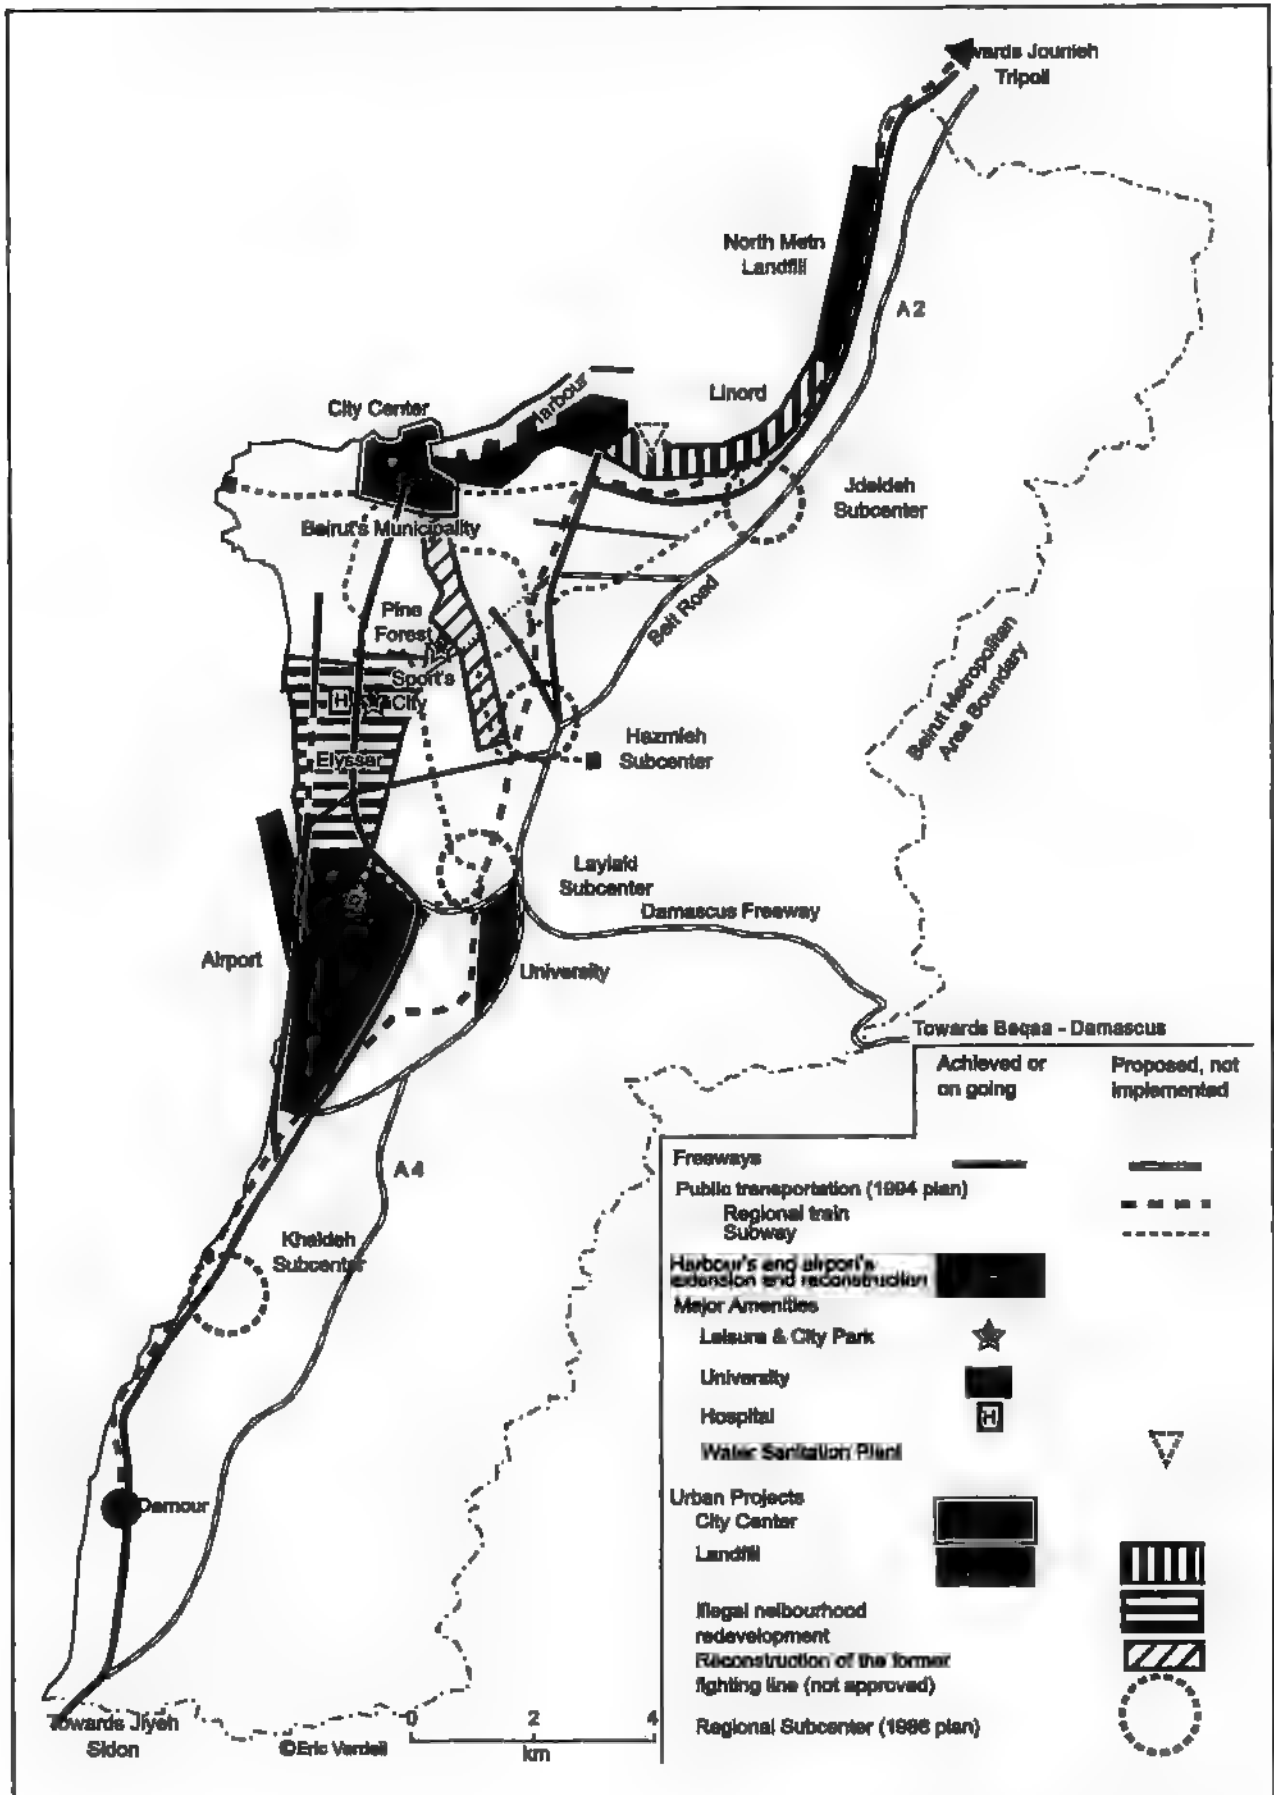 Towards Jounieh
Tripoli
North Metn
Landfill
A 2
Linord
Harbour
City Center
Jdeideh
Subcenter
Beirut's Municipality
Belt Road
Pine
Forest
Sport's
City
H
Beirut Metropolitan
Area Boundary
Hazmieh
Subcenter
Elyssar
Laylaki
Subcenter
Damascus Freeway
Airport
University
Towards Beqaa - Damascus
A 4
Khaldeh
Subcenter
Damour
Towards Jiyeh
Sidon
©Eric Verdeil
0 2 4
km
Achieved or
on going
Proposed, not
implemented
Freeways
Public transportation (1994 plan)
Regional train
Subway
Harbour's and airport's
extension and reconstruction
Major Amenities
Leisure & City Park
University
Hospital
H
Water Sanitation Plant
Urban Projects
City Center
Landfill
Illegal neibourhood
redevelopment
Reconstruction of the former
fighting line (not approved)
Regional Subcenter (1996 plan)